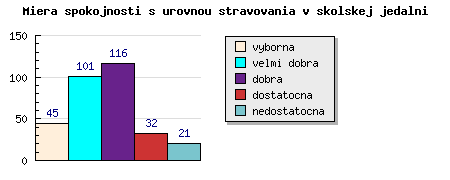 Miera spokojnosti s urovnou stravovania v skolskej jedalni
150
100
50
0
45
101
116
32
21
vyborna
velmi dobra
dobra
dostatocna
nedostatocna